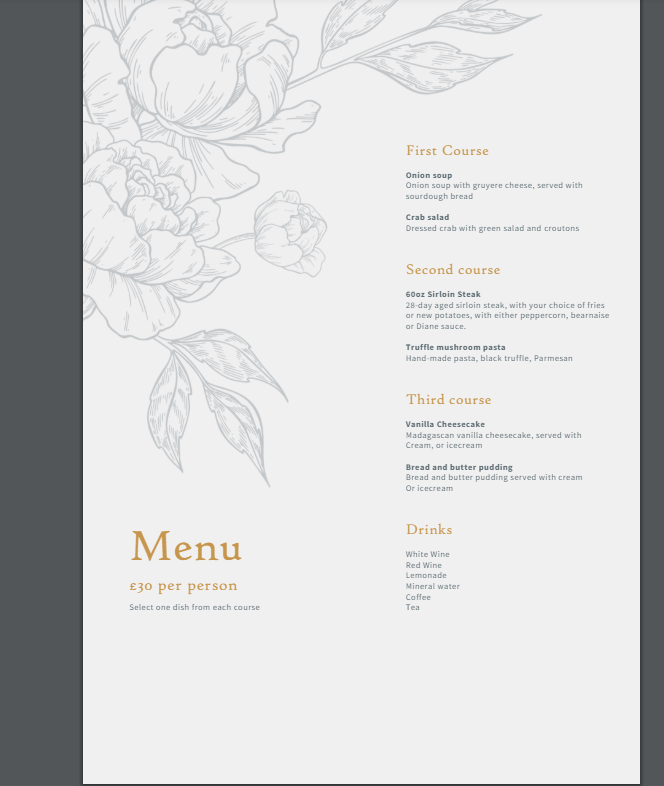 First Course
Onion soup
Onion soup with gruyere cheese, served with
sourdough bread
Crab salad
Dressed crab with green salad and croutons
Second course
60oz Sirloin Steak
28-day aged sirloin steak, with your choice of fries
or new potatoes, with either peppercorn, bearnaise
or Diane sauce.
Truffle mushroom pasta
Hand-made pasta, black truffle, Parmesan
Third course
Vanilla Cheesecake
Madagascan vanilla cheesecake, served with
Cream, or icecream
Bread and butter pudding
Bread and butter pudding served with cream
Or icecream
Drinks
White Wine
Red Wine
Lemonade
Mineral water
Coffee
Tea
Menu
£30 per person
Select one dish from each course